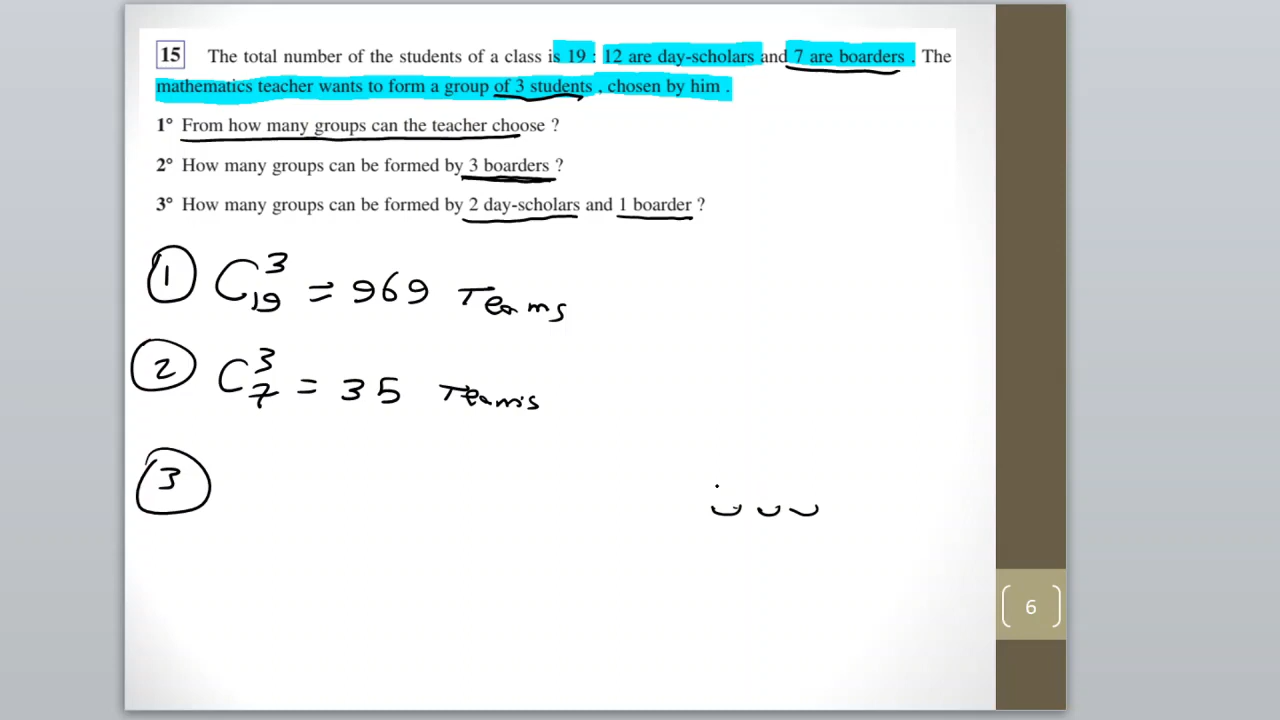 15 The total number of the students of a class is 19 : 12 are day-scholars and 7 are boarders . The
mathematics teacher wants to form a group of 3 students , chosen by him .
1° From how many groups can the teacher choose ?
2° How many groups can be formed by 3 boarders ?
3° How many groups can be formed by 2 day-scholars and 1 boarder ?
1 C₁₉³ = 969 Teams
2 C₇³ = 35 Teams
3
6